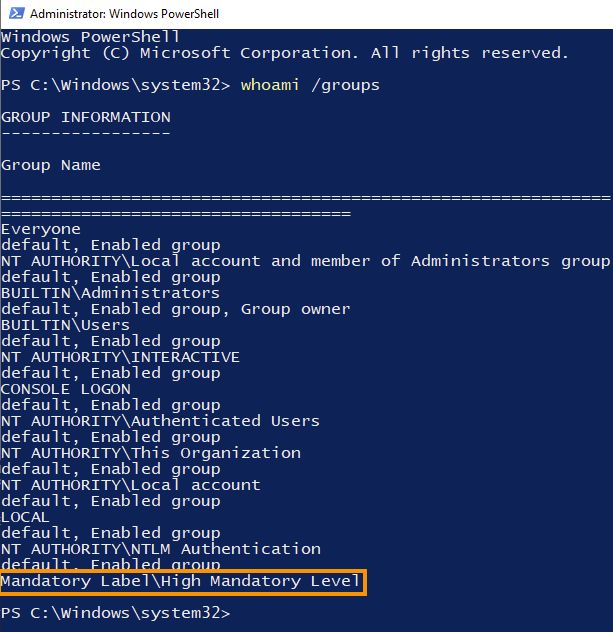 Administrator: Windows PowerShell
Windows PowerShell
Copyright (C) Microsoft Corporation. All rights reserved.
PS C:\Windows\system32> whoami /groups
GROUP INFORMATION
-----------------
Group Name
=============================================================
===================================
Everyone
default, Enabled group
NT AUTHORITY\Local account and member of Administrators group
default, Enabled group
BUILTIN\Administrators
default, Enabled group, Group owner
BUILTIN\Users
default, Enabled group
NT AUTHORITY\INTERACTIVE
default, Enabled group
CONSOLE LOGON
default, Enabled group
NT AUTHORITY\Authenticated Users
default, Enabled group
NT AUTHORITY\This Organization
default, Enabled group
NT AUTHORITY\Local account
default, Enabled group
LOCAL
default, Enabled group
NT AUTHORITY\NTLM Authentication
default, Enabled group
Mandatory Label\High Mandatory Level
PS C:\Windows\system32>